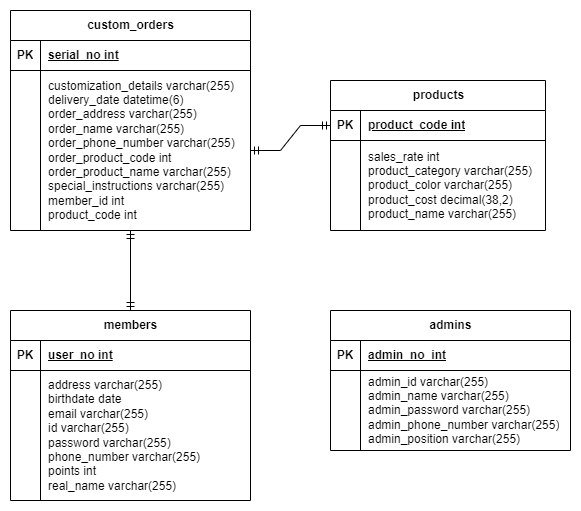 custom_orders
PK serial_no int
customization_details varchar(255)
delivery_date datetime(6)
order_address varchar(255)
order_name varchar(255)
order_phone_number varchar(255)
order_product_code int
order_product_name varchar(255)
special_instructions varchar(255)
member_id int
product_code int
products
PK product_code int
sales_rate int
product_category varchar(255)
product_color varchar(255)
product_cost decimal(38,2)
product_name varchar(255)
members
PK user_no int
address varchar(255)
birthdate date
email varchar(255)
id varchar(255)
password varchar(255)
phone_number varchar(255)
points int
real_name varchar(255)
admins
PK admin_no_int
admin_id varchar(255)
admin_name varchar(255)
admin_password varchar(255)
admin_phone_number varchar(255)
admin_position varchar(255)